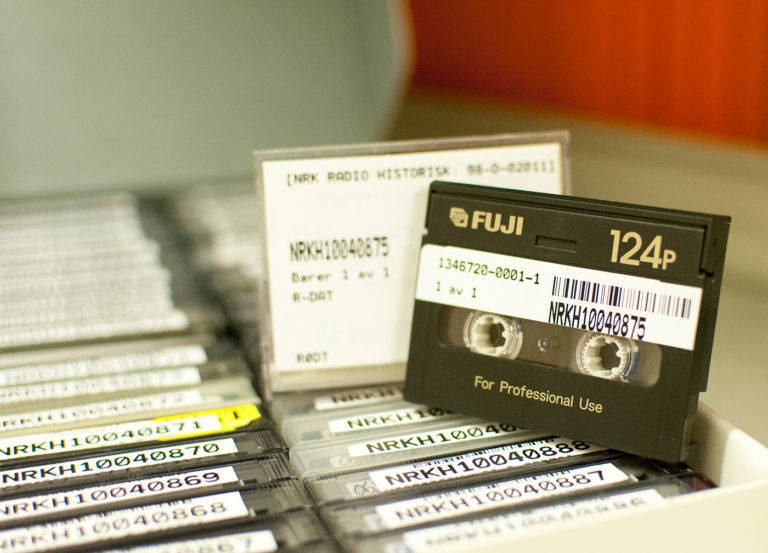 [NRK RADIO HISTORISK: 98-D-02011]
NRKH10040875
Bærer 1 av 1
R-DAT
RØDT
FUJI
124P
1346720-0001-1
1 av 1
NRKH10040875
For Professional Use
NRKH10040872
NRKH10040871
NRKH10040870
NRKH10040869
NRKH10040868
NRKH10040888
NRKH10040887